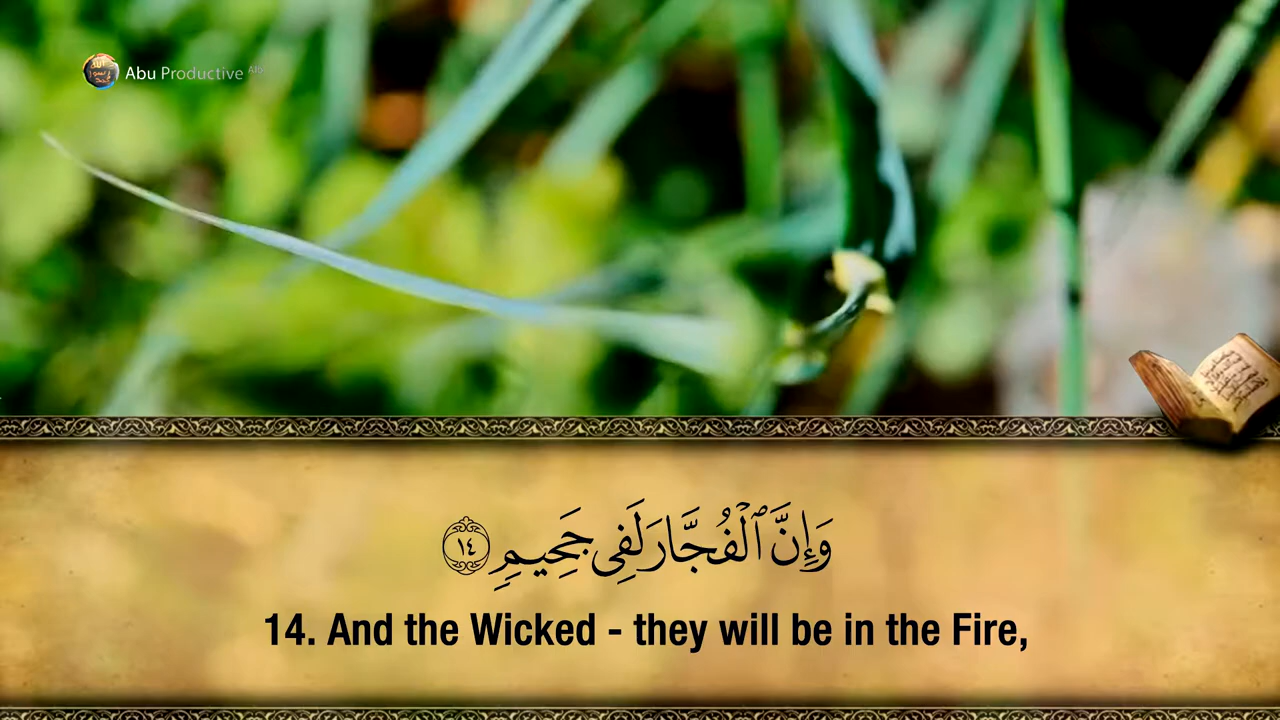 Abu Productive
وَإِنَّ ٱلْفُجَّارَ لَفِى جَحِيمٍ ١٤
14. And the Wicked - they will be in the Fire,